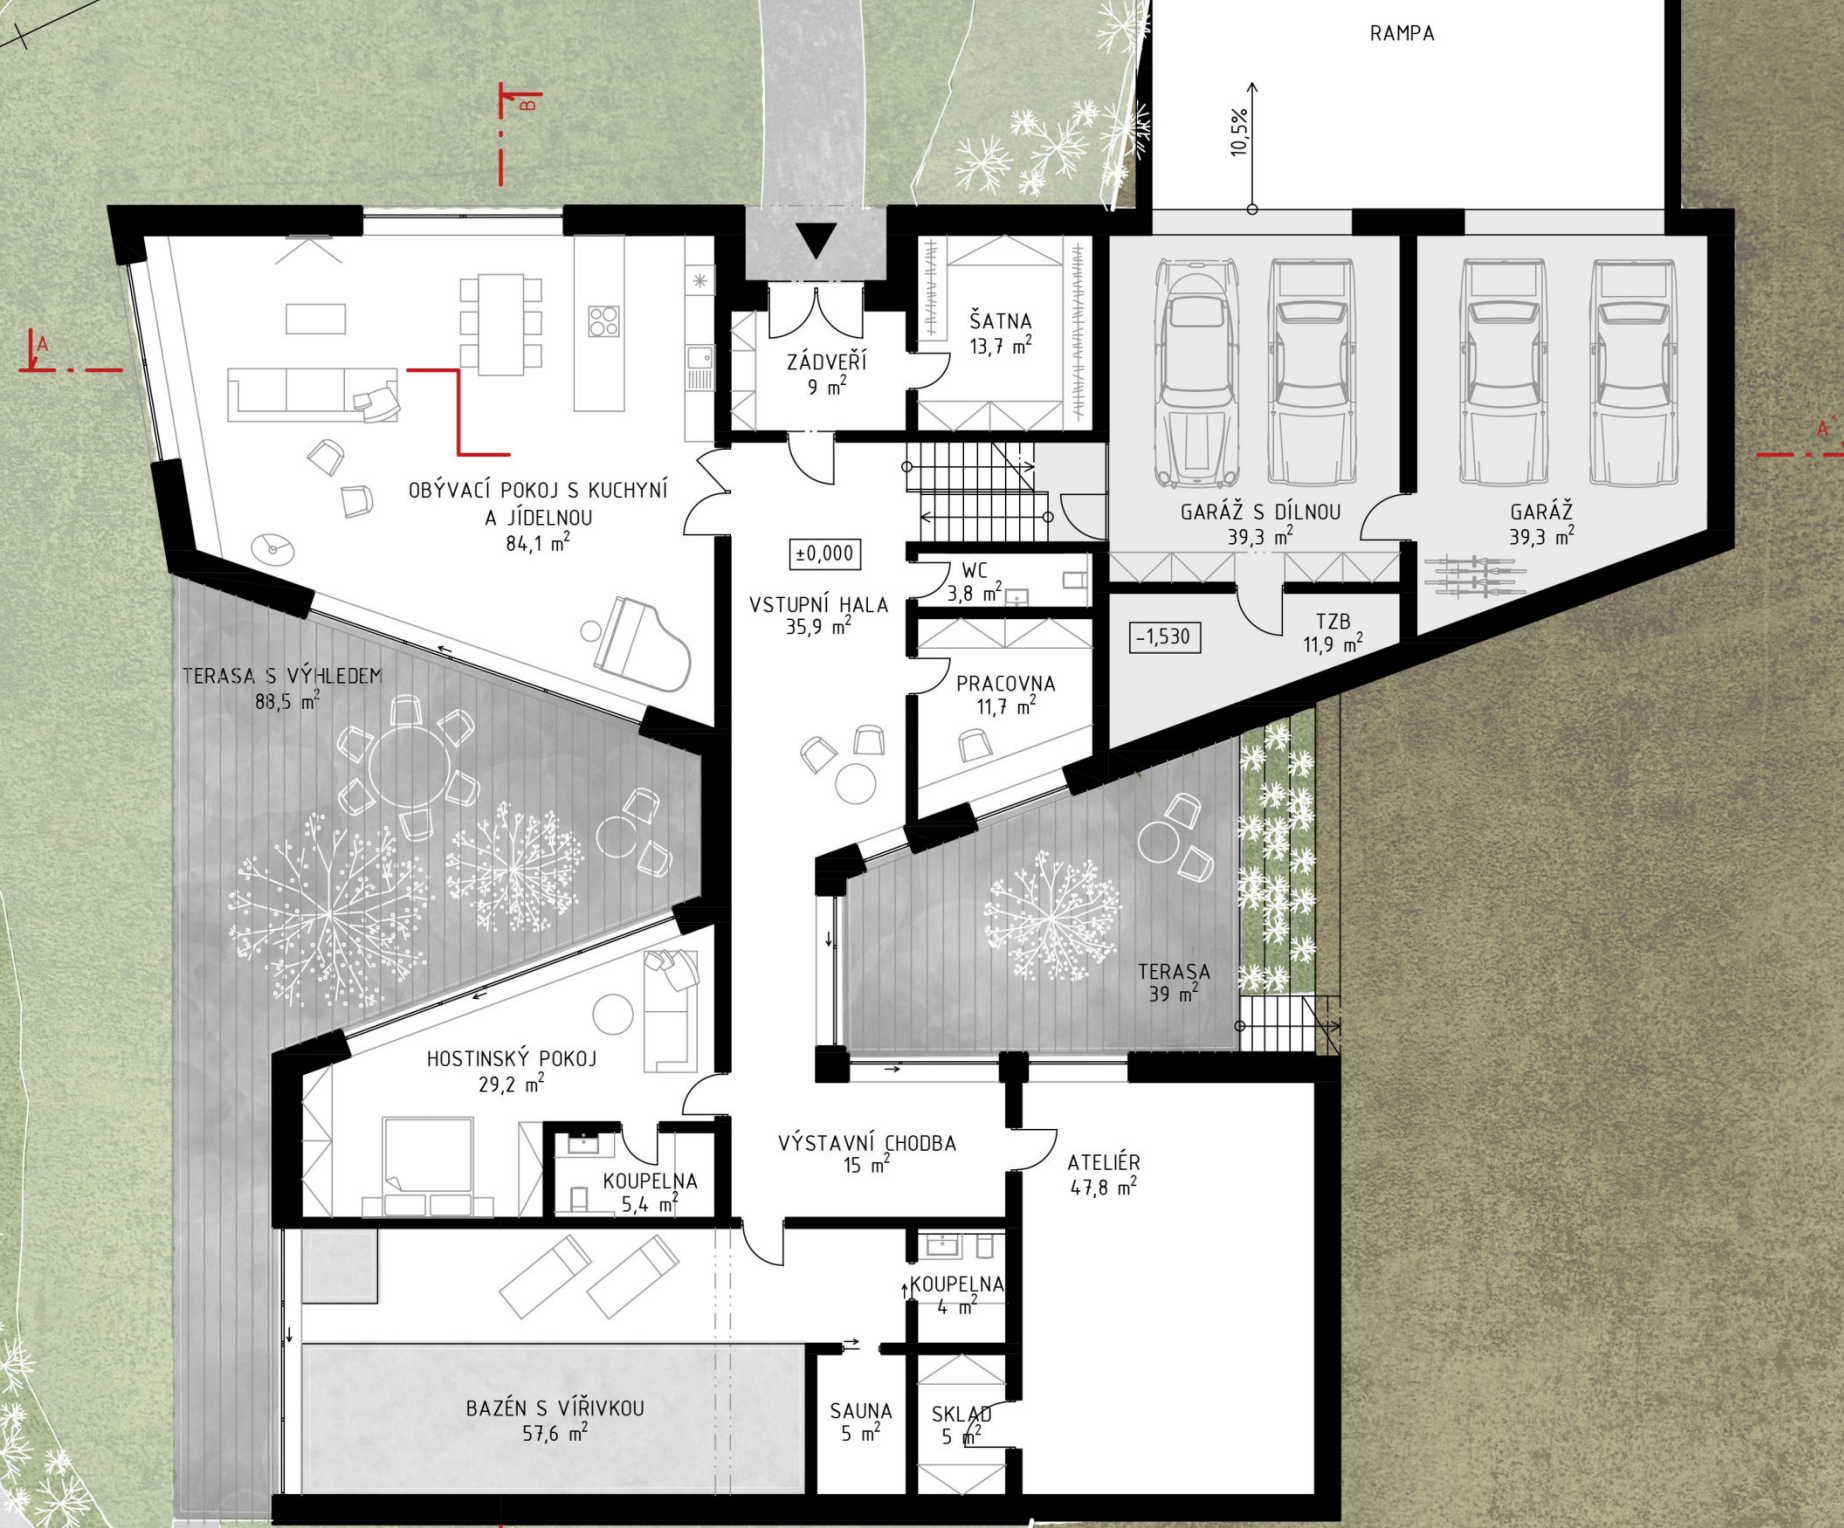 RAMPA
B
10,5%
A
ŠATNA
13,7 m²
ZÁDVEŘÍ
9 m²
A'
OBÝVACÍ POKOJ S KUCHYNÍ
A JÍDELNOU
84,1 m²
GARÁŽ S DÍLNOU
39,3 m²
GARÁŽ
39,3 m²
±0,000
WC
3,8 m²
VSTUPNÍ HALA
35,9 m²
-1,530
TZB
11,9 m²
TERASA S VÝHLEDEM
88,5 m²
PRACOVNA
11,7 m²
TERASA
39 m²
HOSTINSKÝ POKOJ
29,2 m²
VÝSTAVNÍ CHODBA
15 m²
ATELIÉR
47,8 m²
KOUPELNA
5,4 m²
KOUPELNA
4 m²
BAZÉN S VÍŘIVKOU
57,6 m²
SAUNA
5 m²
SKLAD
5 m²